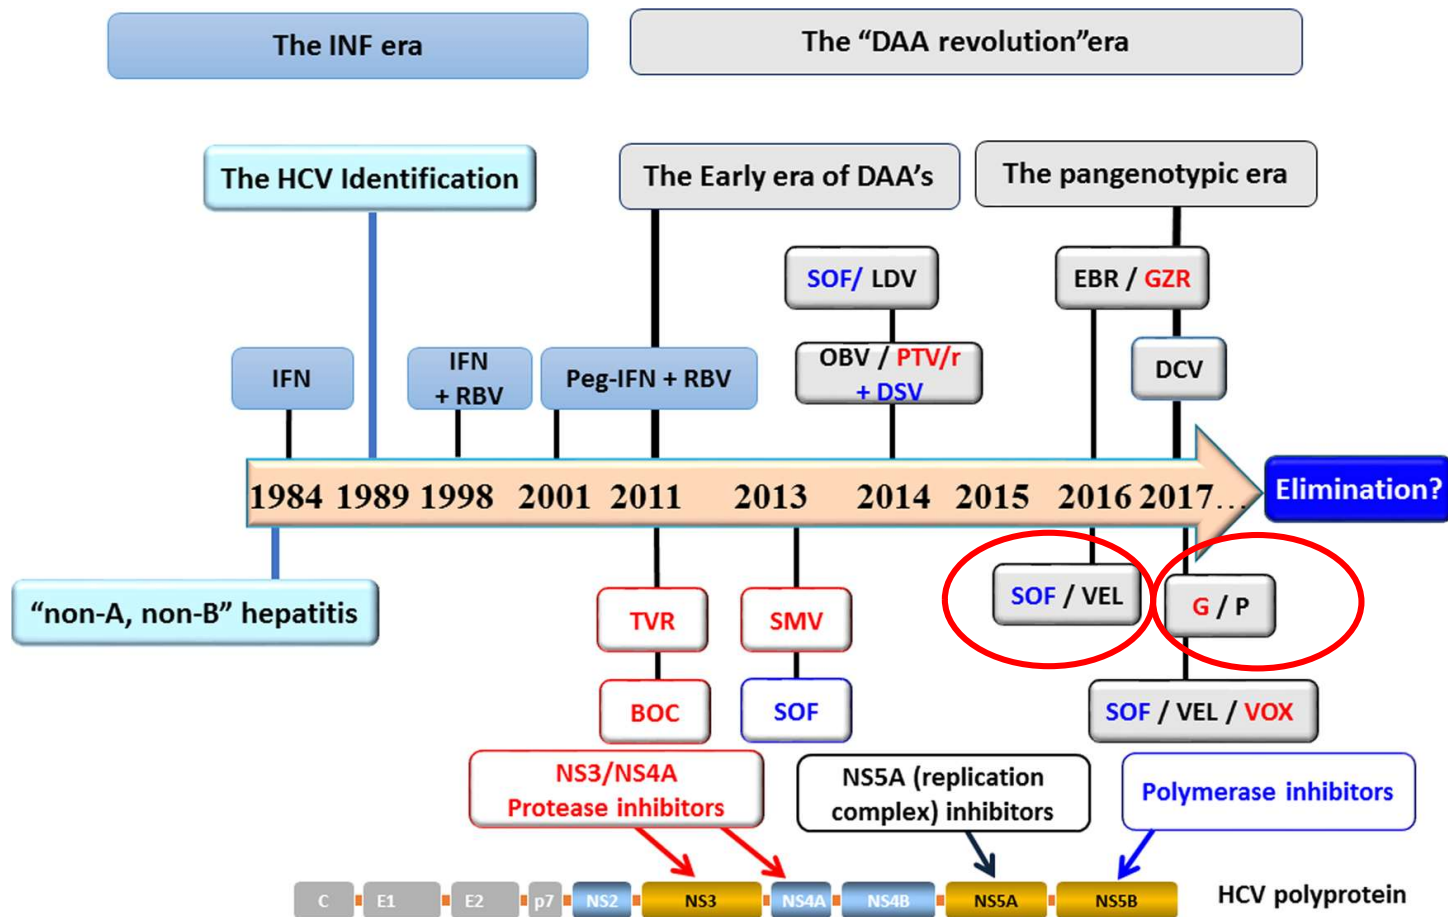 The INF era
The “DAA revolution”era
The HCV Identification
The Early era of DAA's
The pangenotypic era
SOF/ LDV
EBR / GZR
IFN
IFN
+ RBV
Peg-IFN + RBV
OBV / PTV/r
+ DSV
DCV
1984 1989 1998 2001 2011 2013 2014 2015 2016 2017...
Elimination?
“non-A, non-B” hepatitis
TVR
SMV
SOF / VEL
G / P
BOC
SOF
SOF / VEL / VOX
NS3/NS4A
Protease inhibitors
NS5A (replication
complex) inhibitors
Polymerase inhibitors
C E1 E2 p7 NS2 NS3 NS4A NS4B NS5A NS5B
HCV polyprotein